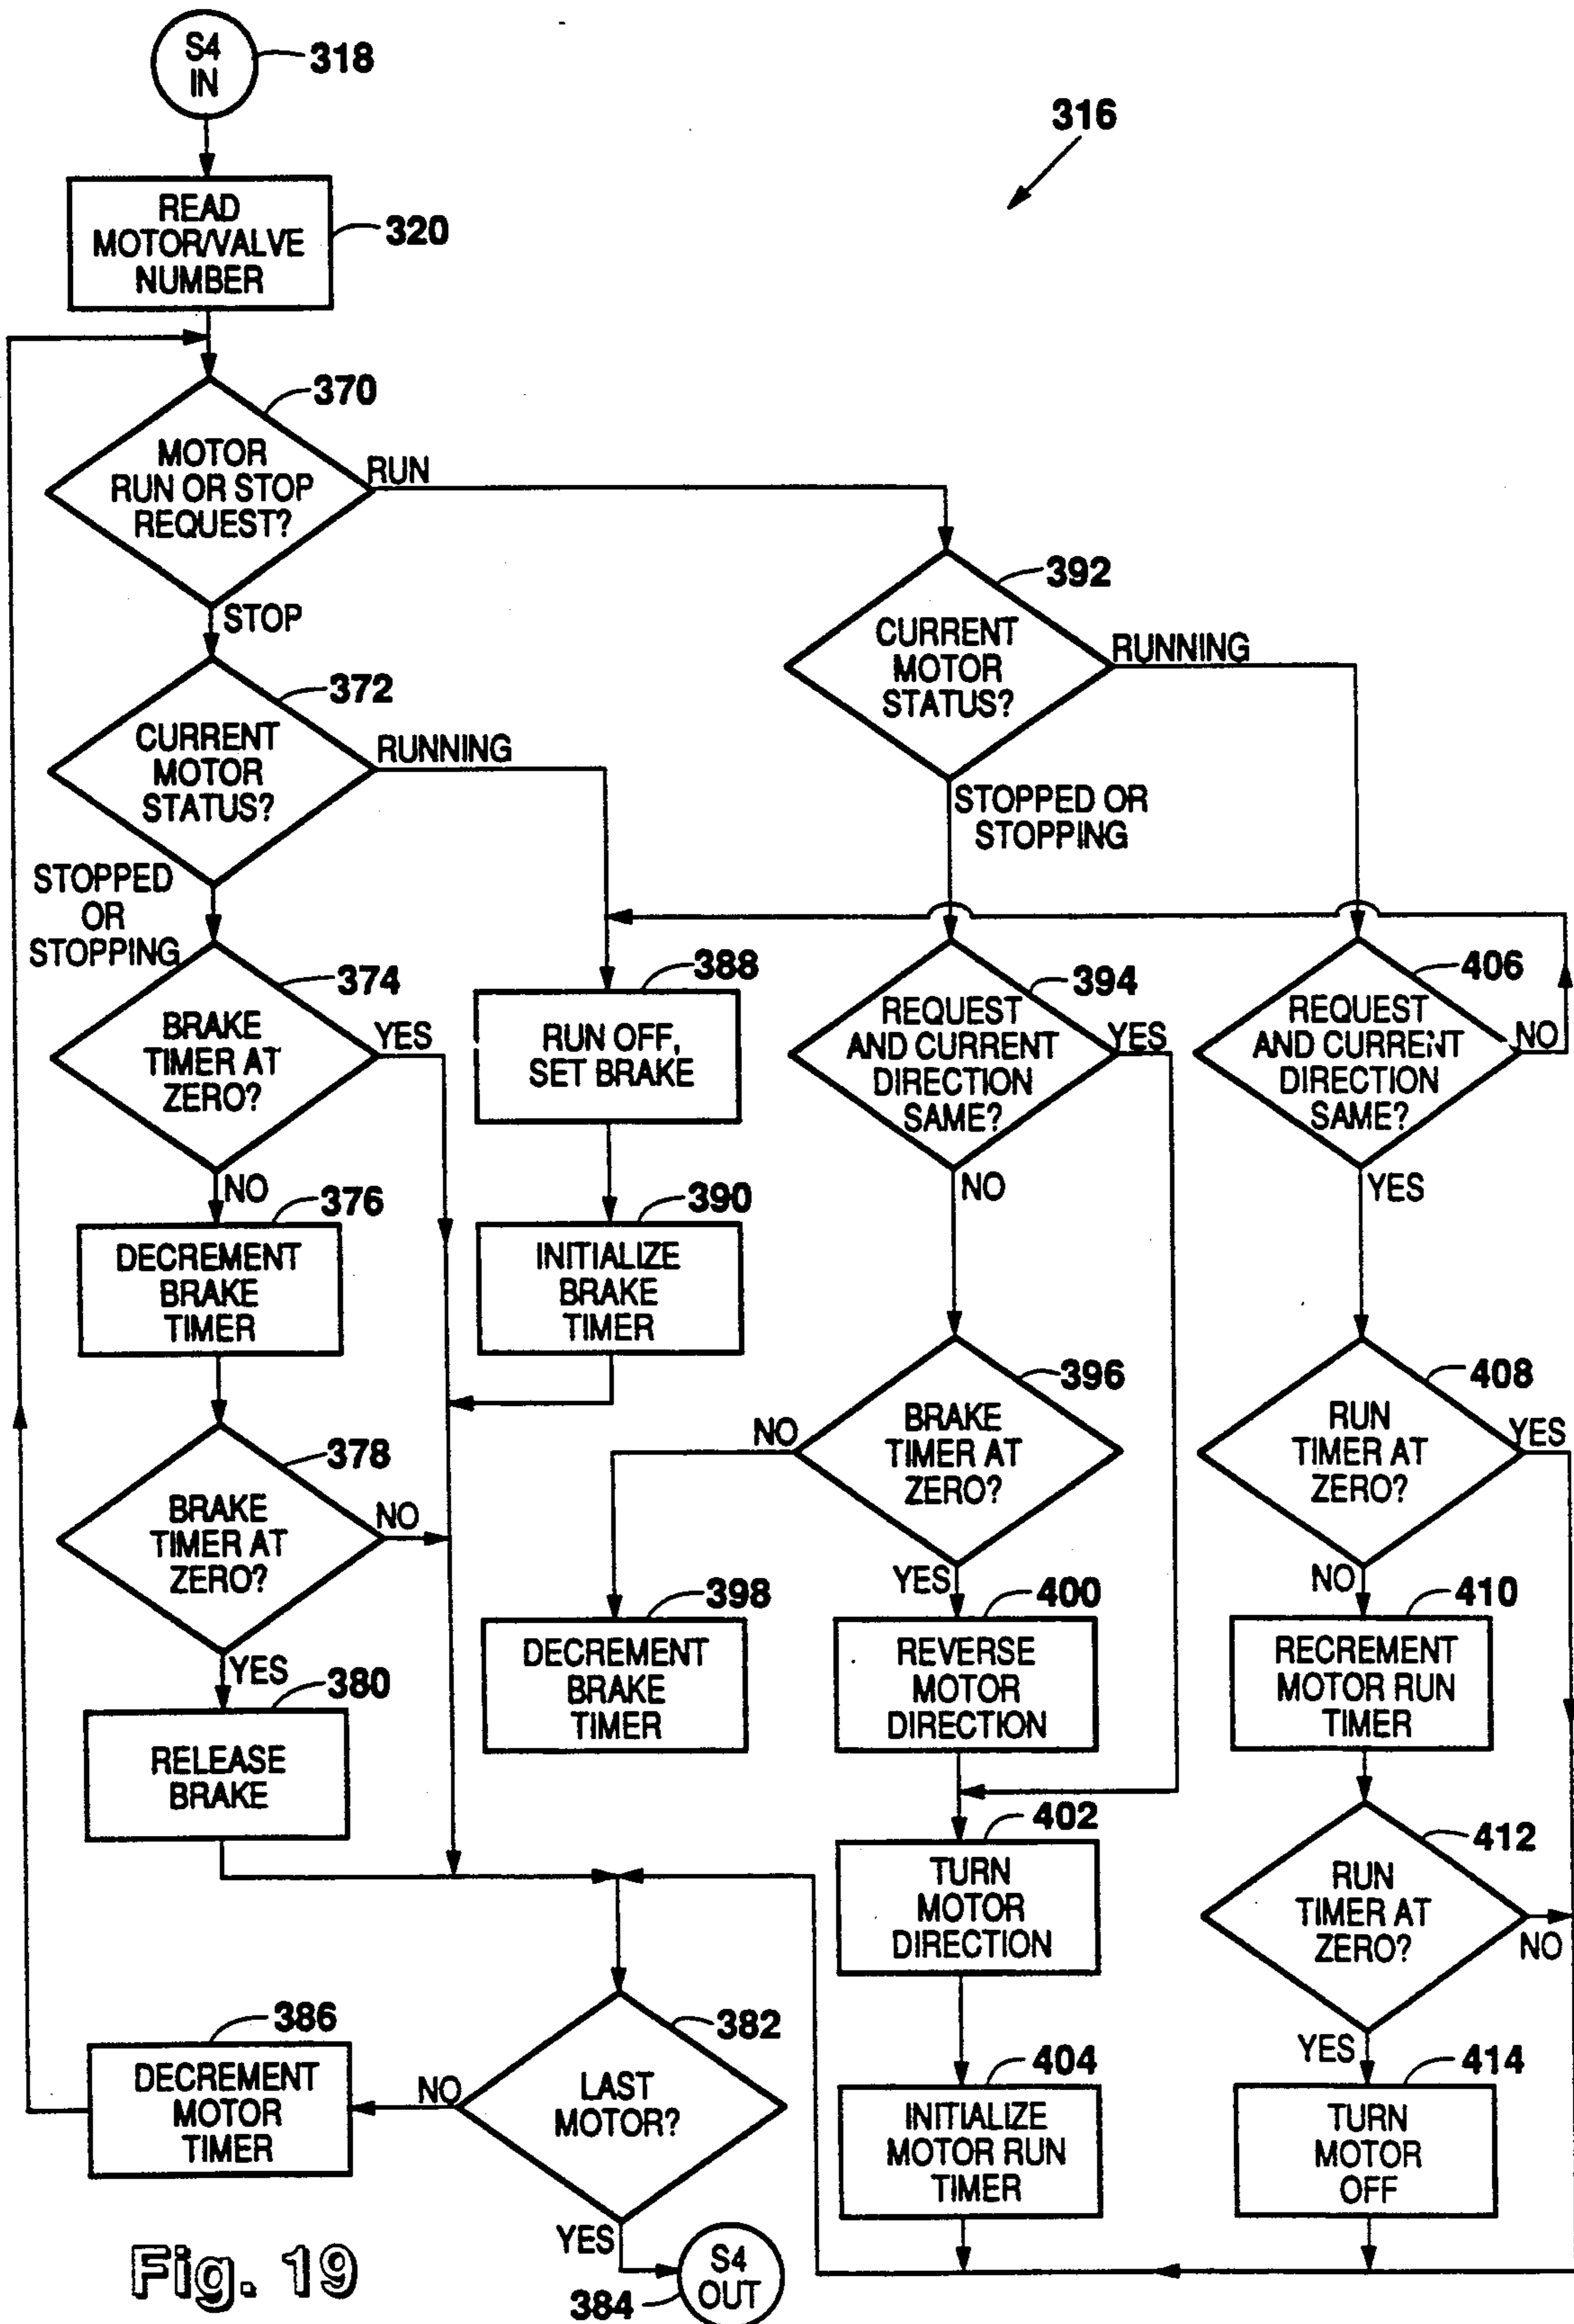 S4
IN
318
316
READ
MOTOR/VALVE
NUMBER
320
370
MOTOR
RUN OR STOP
REQUEST?
RUN
STOP
392
CURRENT
MOTOR
STATUS?
RUNNING
STOPPED OR
STOPPING
372
CURRENT
MOTOR
STATUS?
RUNNING
STOPPED
OR
STOPPING
374
BRAKE
TIMER AT
ZERO?
YES
NO
388
RUN OFF,
SET BRAKE
394
REQUEST
AND CURRENT
DIRECTION
SAME?
YES
NO
406
REQUEST
AND CURRENT
DIRECTION
SAME?
NO
YES
376
DECREMENT
BRAKE
TIMER
390
INITIALIZE
BRAKE
TIMER
396
BRAKE
TIMER AT
ZERO?
NO
YES
408
RUN
TIMER AT
ZERO?
YES
NO
378
BRAKE
TIMER AT
ZERO?
NO
YES
398
DECREMENT
BRAKE
TIMER
400
REVERSE
MOTOR
DIRECTION
410
RECREMENT
MOTOR RUN
TIMER
380
RELEASE
BRAKE
402
TURN
MOTOR
DIRECTION
412
RUN
TIMER AT
ZERO?
NO
YES
386
DECREMENT
MOTOR
TIMER
382
LAST
MOTOR?
NO
YES
404
INITIALIZE
MOTOR RUN
TIMER
414
TURN
MOTOR
OFF
S4
OUT
384
Fig. 19